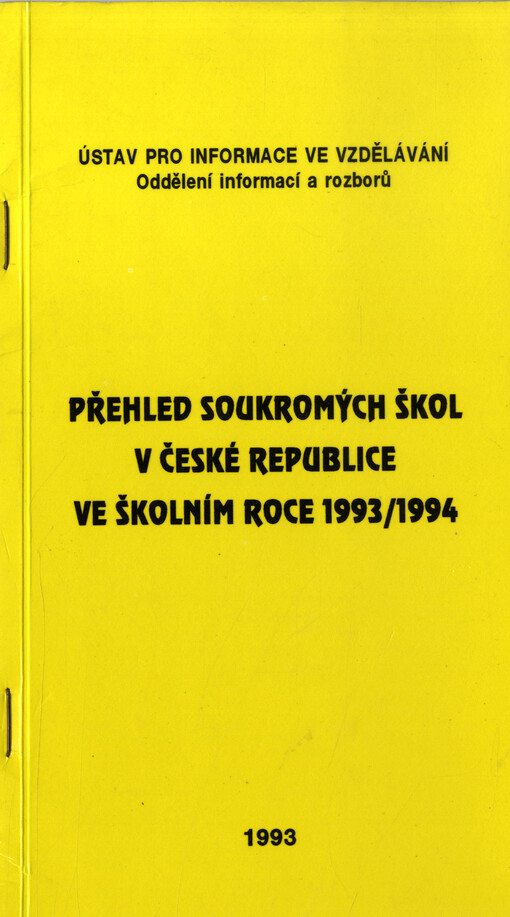 ÚSTAV PRO INFORMACE VE VZDĚLÁVÁNÍ
Oddělení informací a rozborů
PŘEHLED SOUKROMÝCH ŠKOL
V ČESKÉ REPUBLICE
VE ŠKOLNÍM ROCE 1993/1994
1993